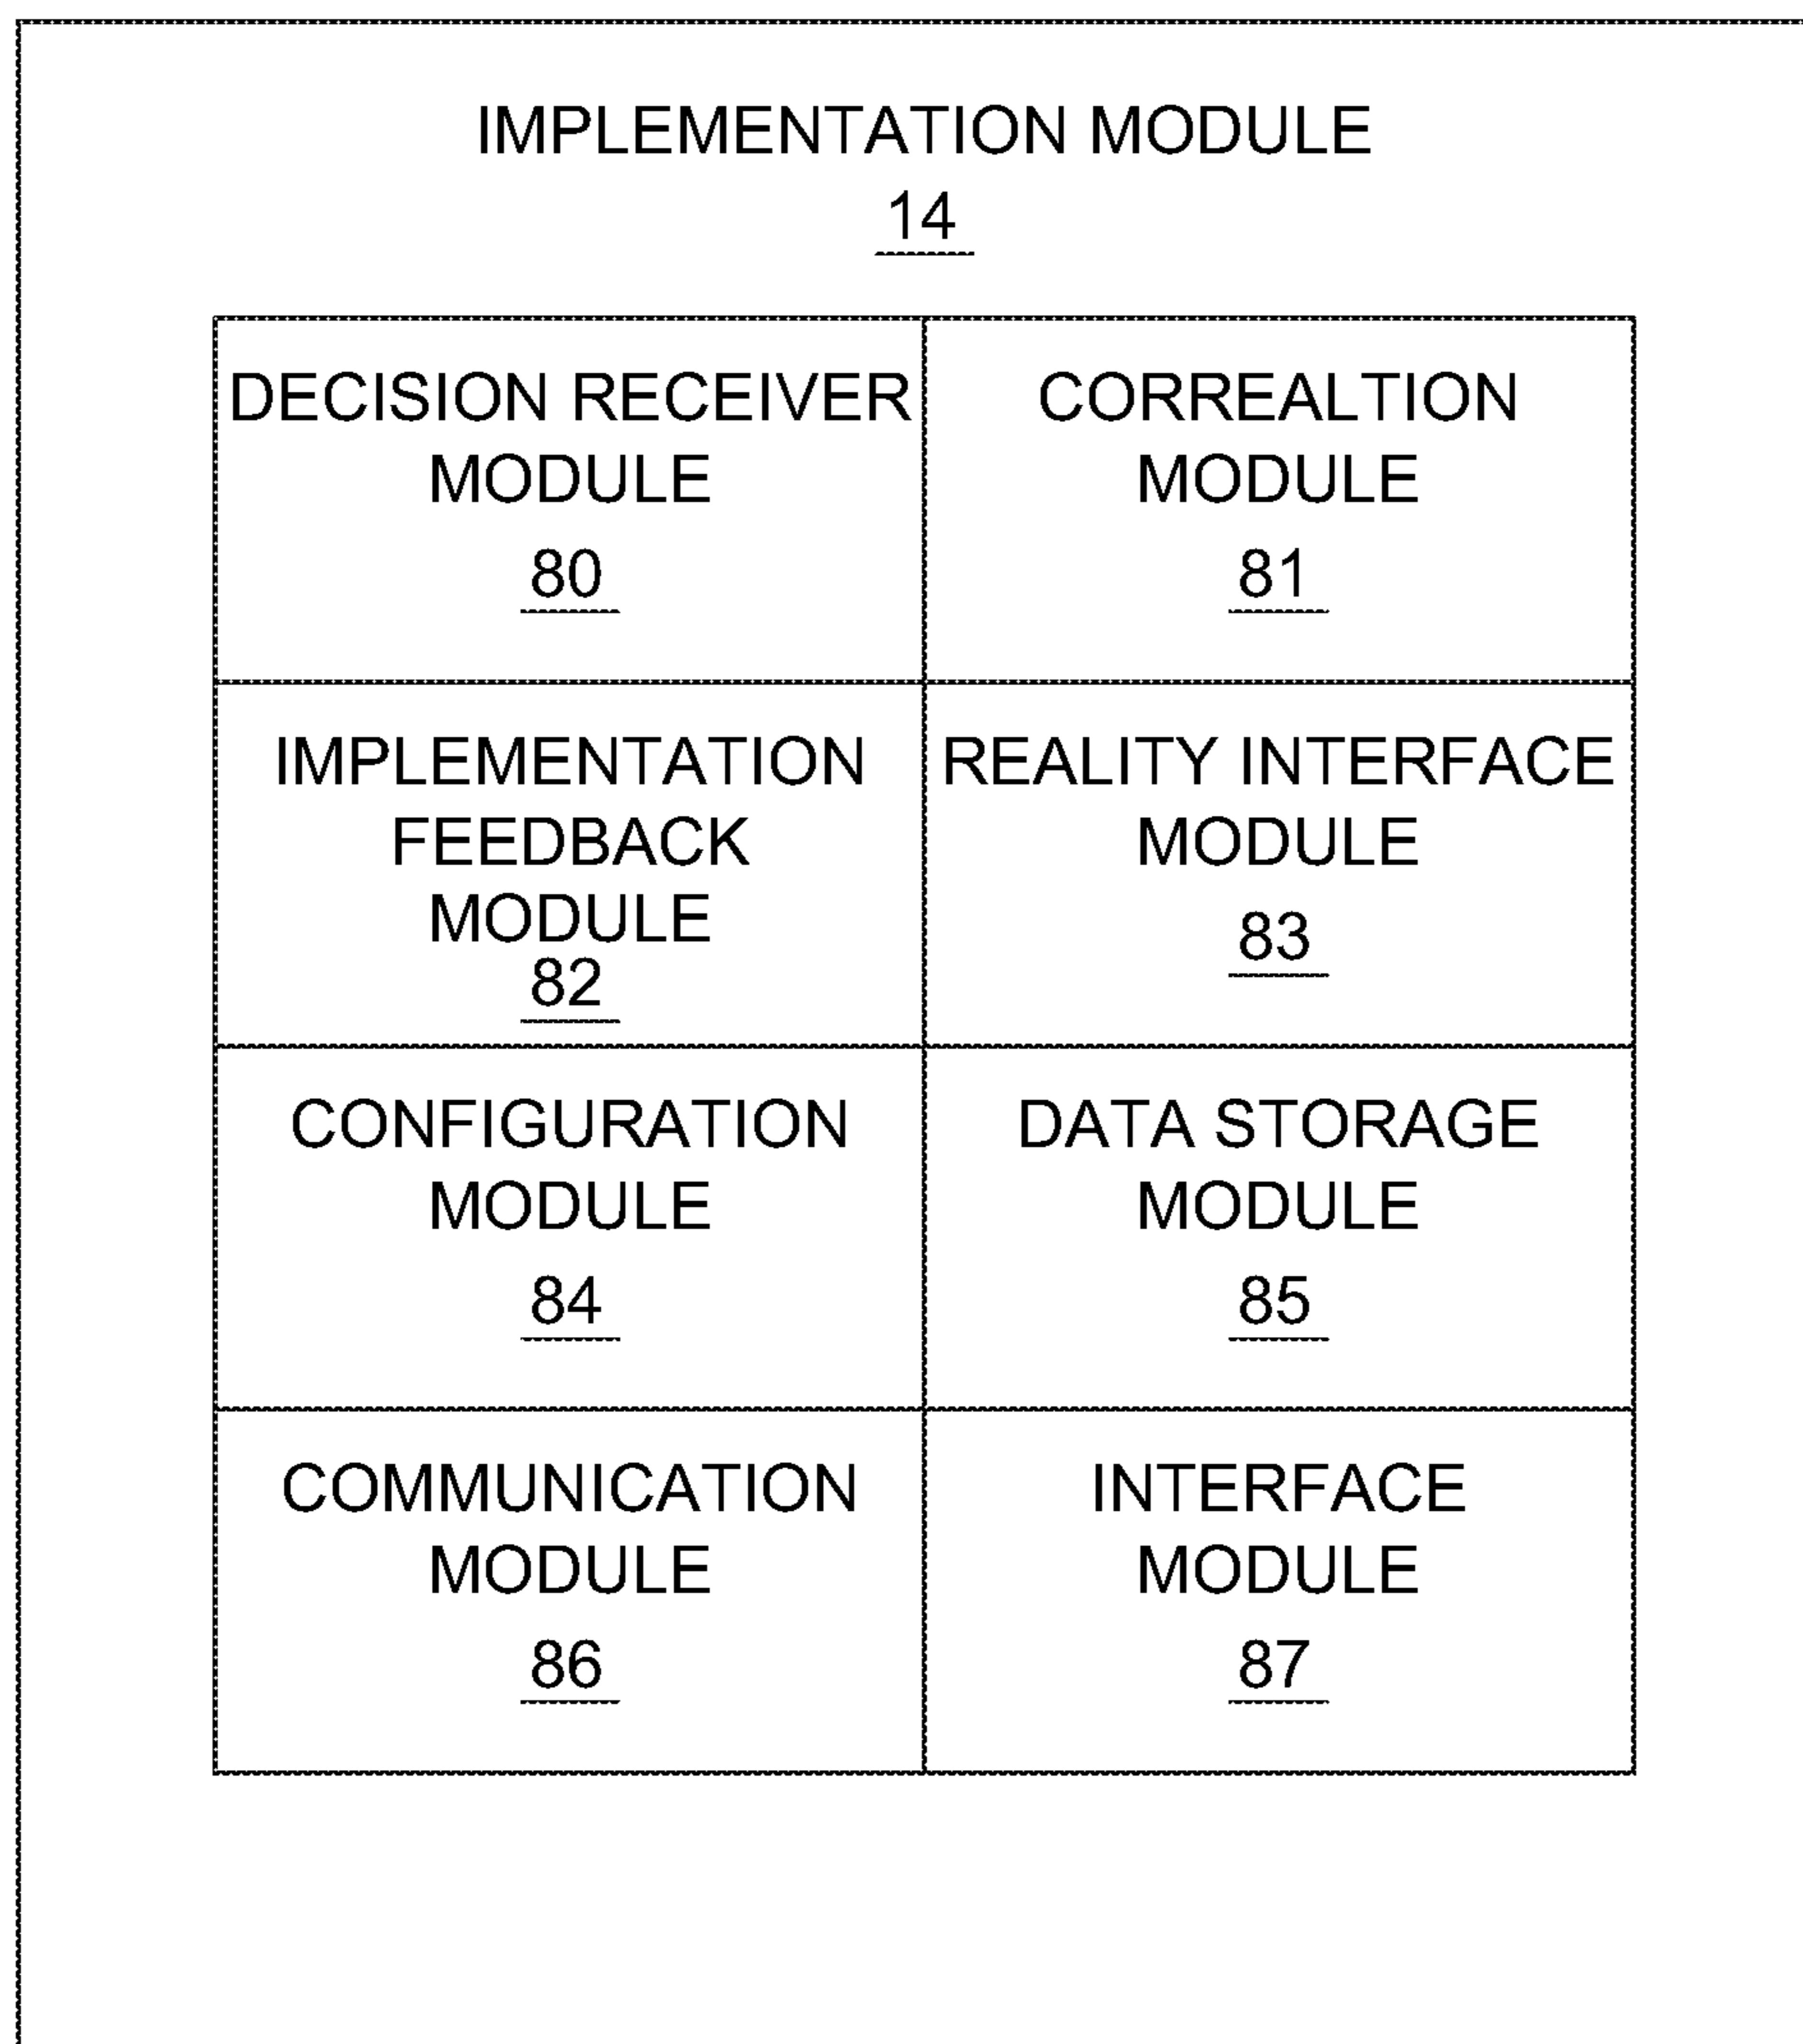 IMPLEMENTATION MODULE
14
DECISION RECEIVER
MODULE
80
CORREALTION
MODULE
81
IMPLEMENTATION
FEEDBACK
MODULE
82
REALITY INTERFACE
MODULE
83
CONFIGURATION
MODULE
84
DATA STORAGE
MODULE
85
COMMUNICATION
MODULE
86
INTERFACE
MODULE
87